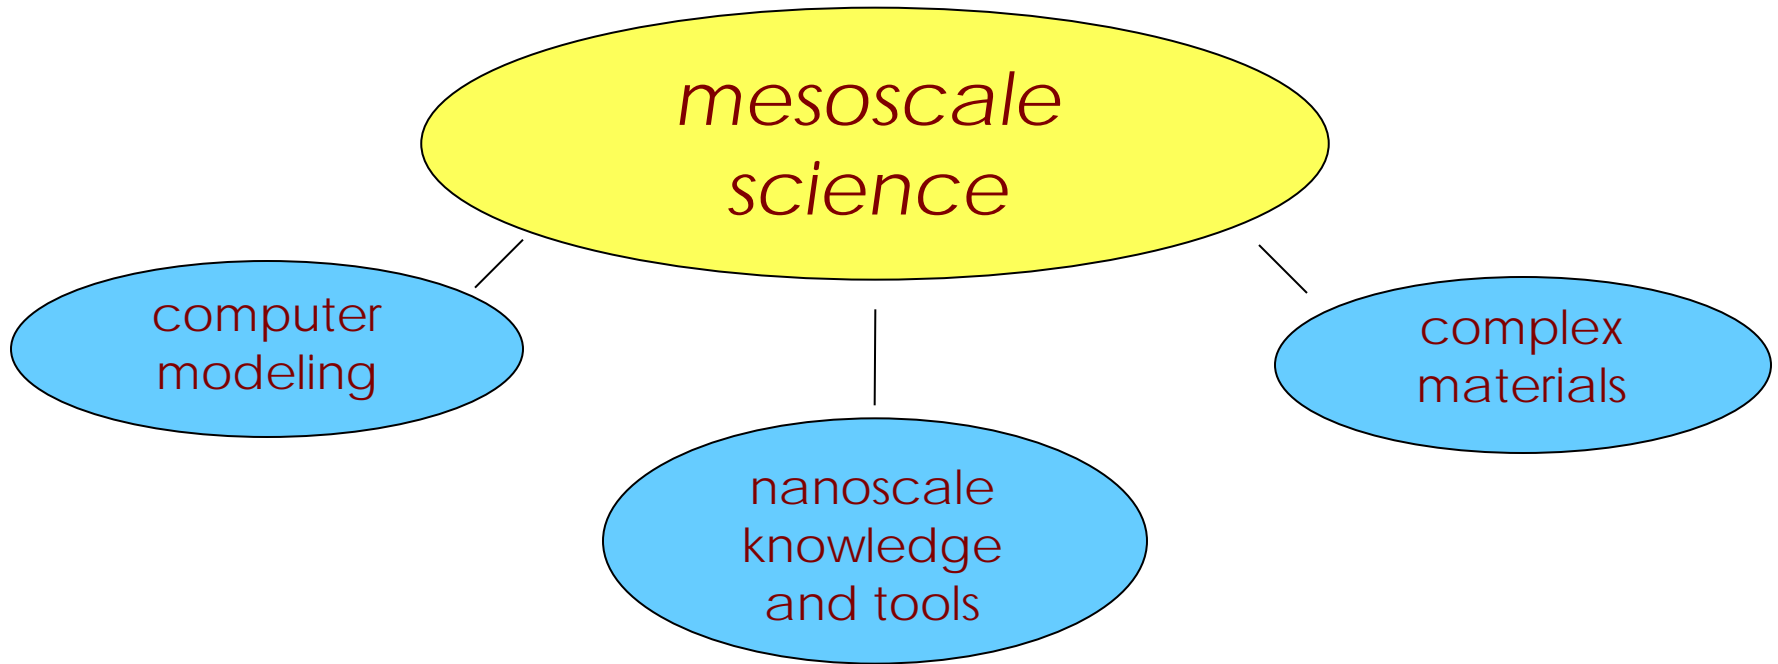 mesoscale
science
computer
modeling
complex
materials
nanoscale
knowledge
and tools